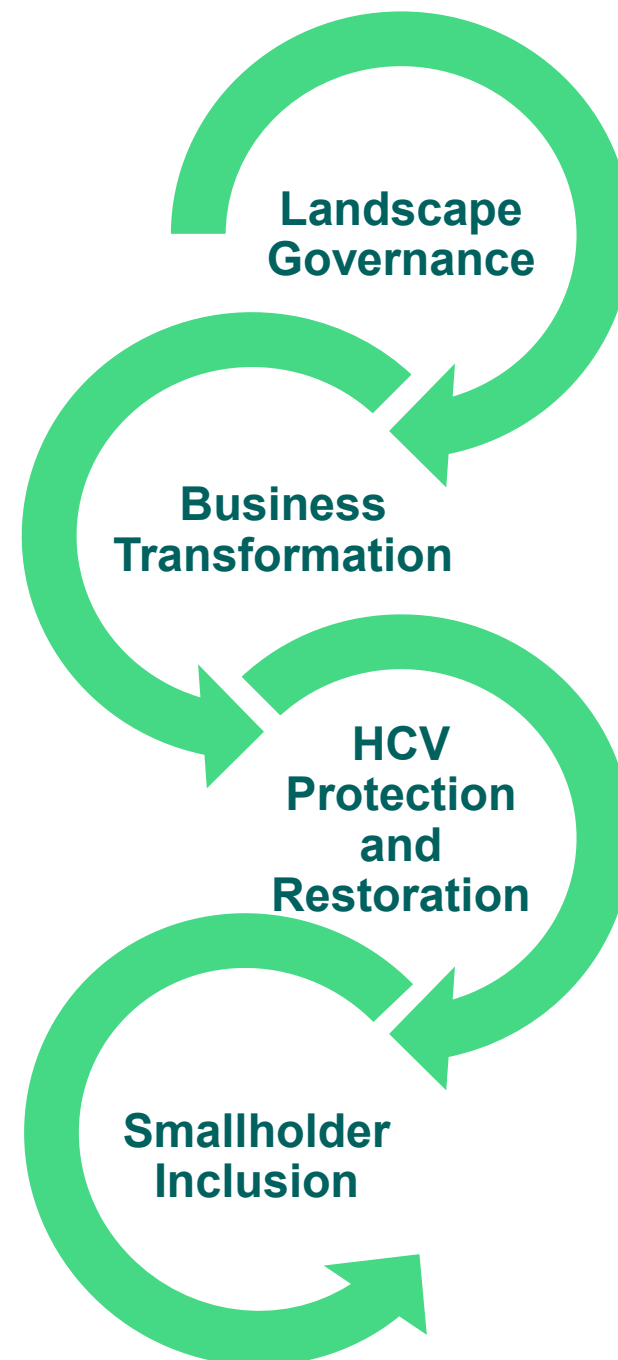 Landscape
Governance
Business
Transformation
HCV
Protection
and
Restoration
Smallholder
Inclusion